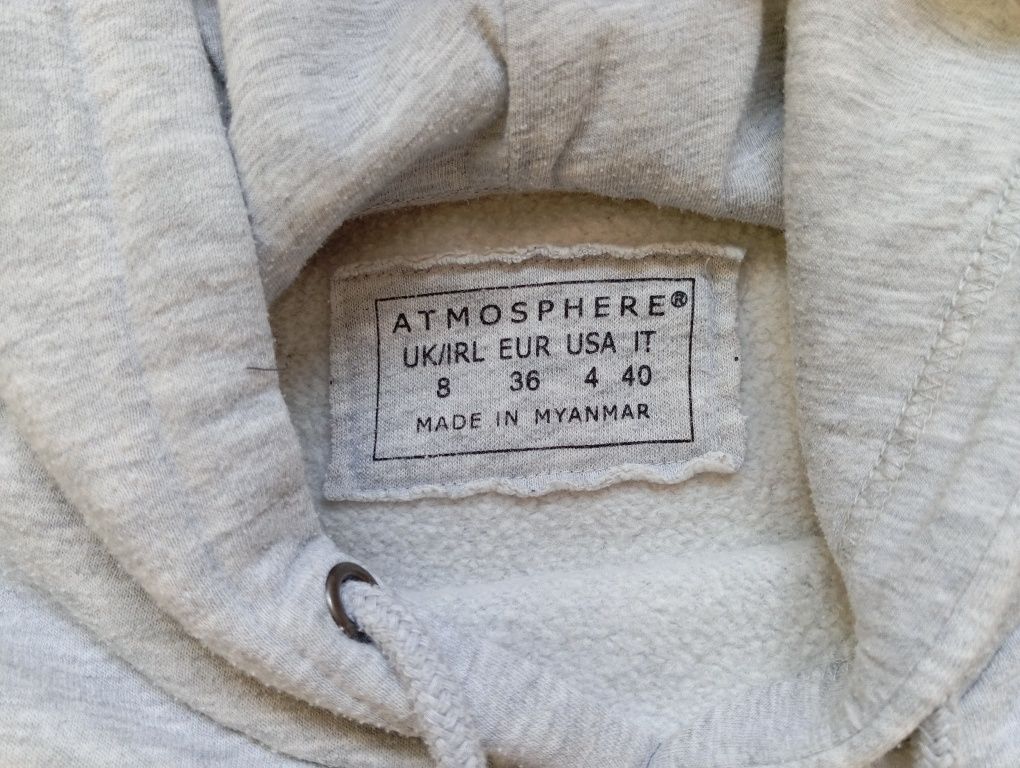 ATMOSPHERE®
UK/IRL EUR USA IT
8 36 4 40
MADE IN MYANMAR